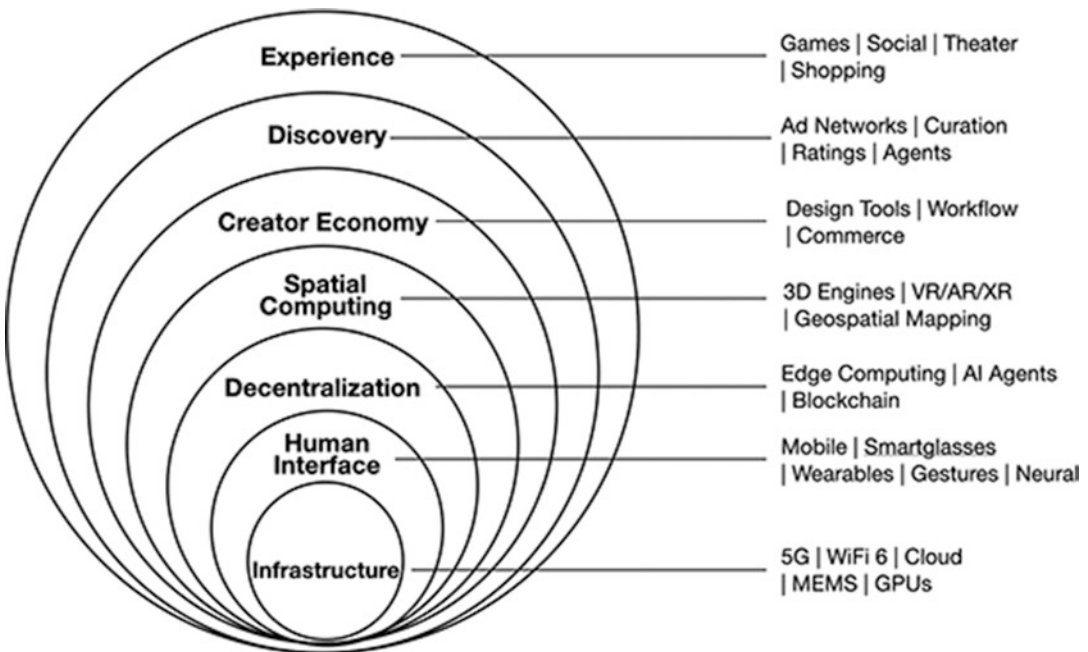 Experience
Games | Social | Theater
| Shopping
Discovery
Ad Networks | Curation
| Ratings | Agents
Creator Economy
Design Tools | Workflow
| Commerce
Spatial
Computing
3D Engines | VR/AR/XR
| Geospatial Mapping
Decentralization
Edge Computing | AI Agents
| Blockchain
Human
Interface
Mobile | Smartglasses
| Wearables | Gestures | Neural
Infrastructure
5G | WiFi 6 | Cloud
| MEMS | GPUs